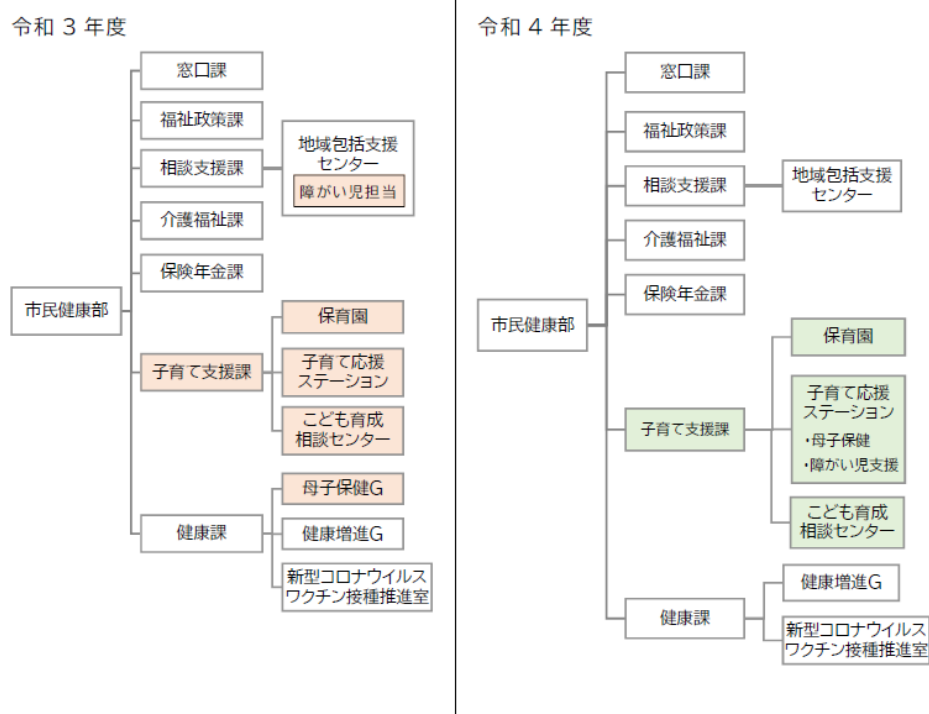 令和 3 年度
窓口課
福祉政策課
相談支援課
地域包括支援
センター
障がい児担当
介護福祉課
保険年金課
市民健康部
子育て支援課
保育園
子育て応援
ステーション
こども育成
相談センター
健康課
母子保健G
健康増進G
新型コロナウイルス
ワクチン接種推進室
令和 4 年度
窓口課
福祉政策課
相談支援課
地域包括支援
センター
介護福祉課
保険年金課
市民健康部
子育て支援課
保育園
子育て応援
ステーション
・母子保健
・障がい児支援
こども育成
相談センター
健康課
健康増進G
新型コロナウイルス
ワクチン接種推進室